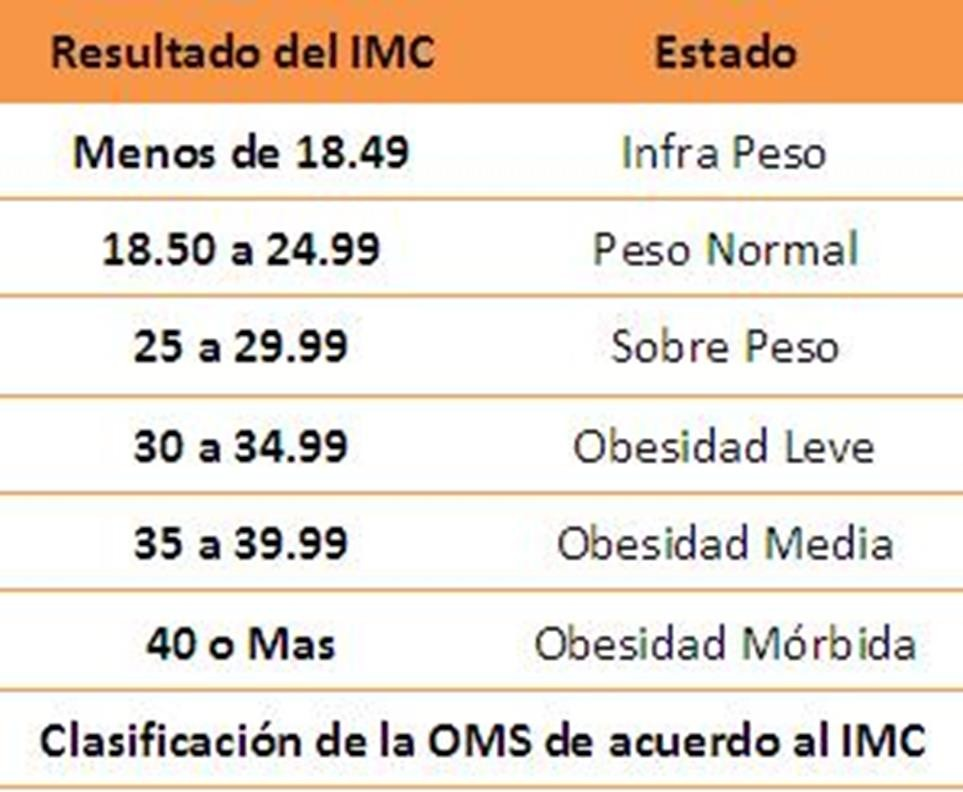 Resultado del IMC Estado
Menos de 18.49 Infra Peso
18.50 a 24.99 Peso Normal
25 a 29.99 Sobre Peso
30 a 34.99 Obesidad Leve
35 a 39.99 Obesidad Media
40 o Mas Obesidad Mórbida
Clasificación de la OMS de acuerdo al IMC